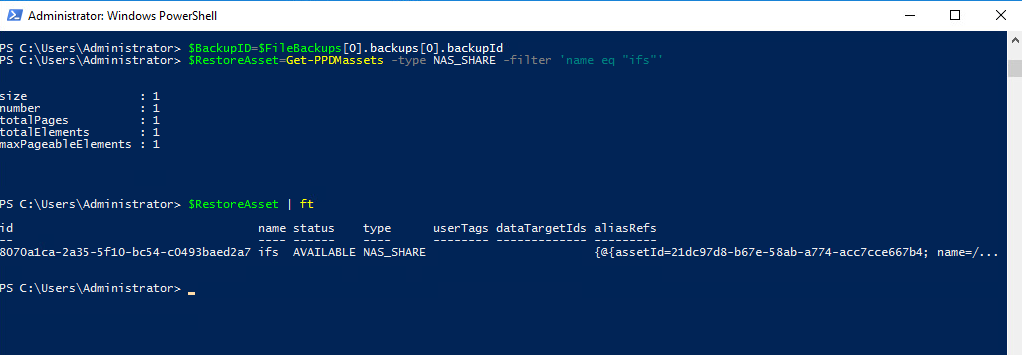 Administrator: Windows PowerShell
PS C:\Users\Administrator> $BackupID=$FileBackups[0].backups[0].backupId
PS C:\Users\Administrator> $RestoreAsset=Get-PPDMassets -type NAS_SHARE -filter 'name eq "ifs"'
size : 1
number : 1
totalPages : 1
totalElements : 1
maxPageableElements : 1
PS C:\Users\Administrator> $RestoreAsset | ft
id name status type userTags dataTargetIds aliasRefs
-- ---- ------ ---- -------- ------------- ---------
8070a1ca-2a35-5f10-bc54-c0493baed2a7 ifs AVAILABLE NAS_SHARE {@{assetId=21dc97d8-b67e-58ab-a774-acc7cce667b4; name=/...
PS C:\Users\Administrator> _